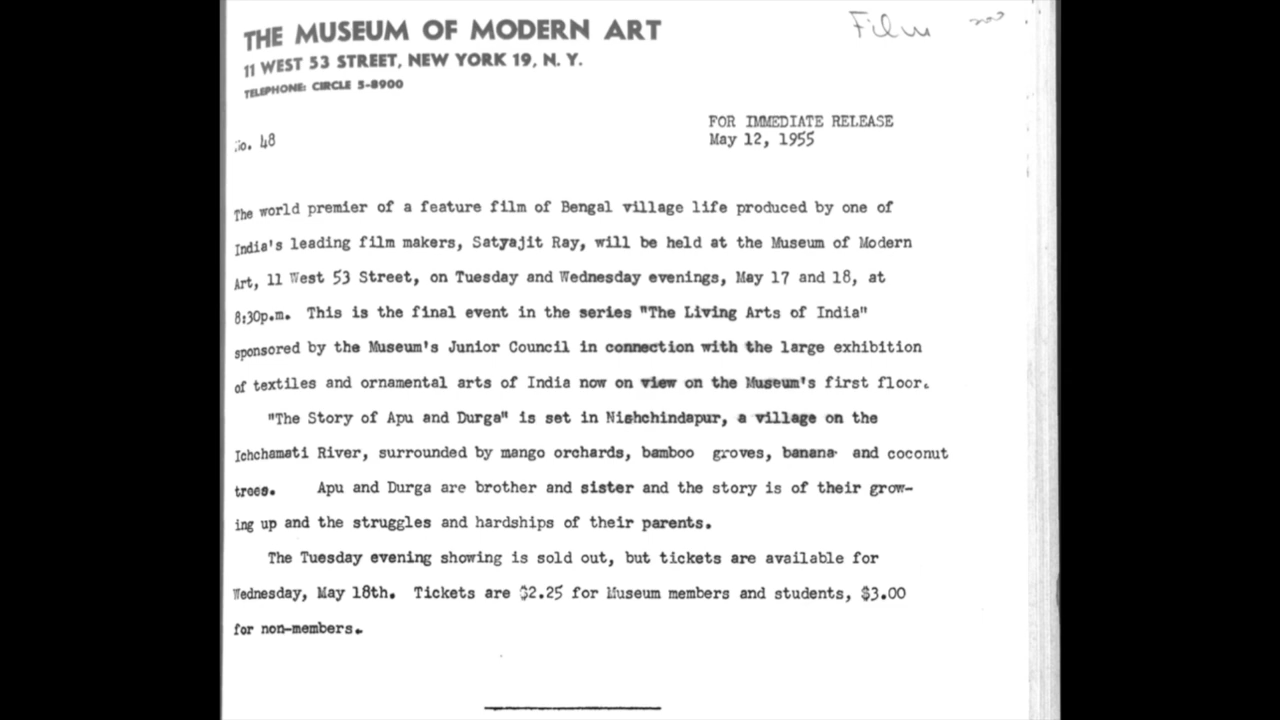 THE MUSEUM OF MODERN ART
11 WEST 53 STREET, NEW YORK 19, N. Y.
TELEPHONE: CIRCLE 5-8900
Film
No. 48
FOR IMMEDIATE RELEASE
May 12, 1955
The world premier of a feature film of Bengal village life produced by one of
India's leading film makers, Satyajit Ray, will be held at the Museum of Modern
Art, 11 West 53 Street, on Tuesday and Wednesday evenings, May 17 and 18, at
8:30p.m. This is the final event in the series "The Living Arts of India"
sponsored by the Museum's Junior Council in connection with the large exhibition
of textiles and ornamental arts of India now on view on the Museum's first floor.
"The Story of Apu and Durga" is set in Nishchindapur, a village on the
Ichchamati River, surrounded by mango orchards, bamboo groves, banana and coconut
trees. Apu and Durga are brother and sister and the story is of their grow-
ing up and the struggles and hardships of their parents.
The Tuesday evening showing is sold out, but tickets are available for
Wednesday, May 18th. Tickets are $2.25 for Museum members and students, $3.00
for non-members.